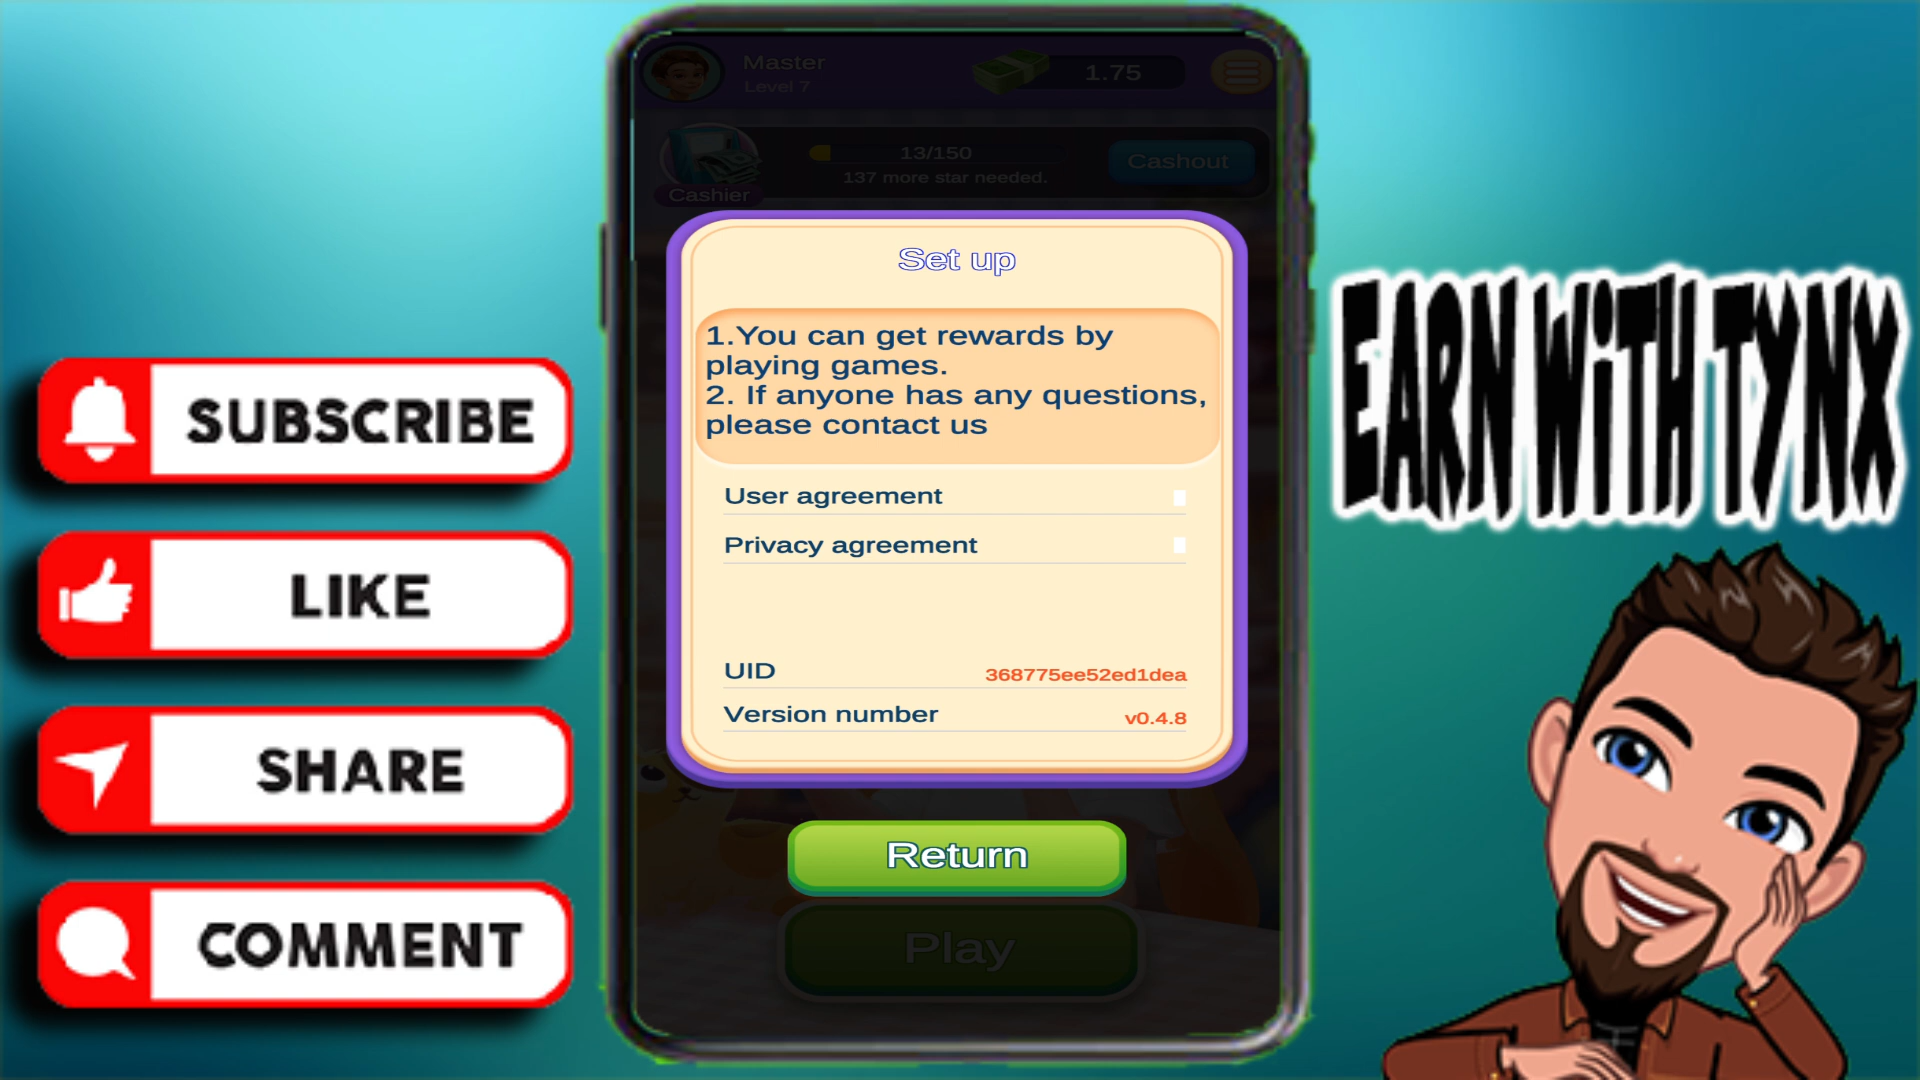 Master
Level 7
1.75
13/150
137 more star needed.
Cashout
Cashier
Set up
1.You can get rewards by
playing games.
2. If anyone has any questions,
please contact us
User agreement
Privacy agreement
UID
368775ee52ed1dea
Version number
v0.4.8
Return
Play
SUBSCRIBE
LIKE
SHARE
COMMENT
EARN WiTH TYNX